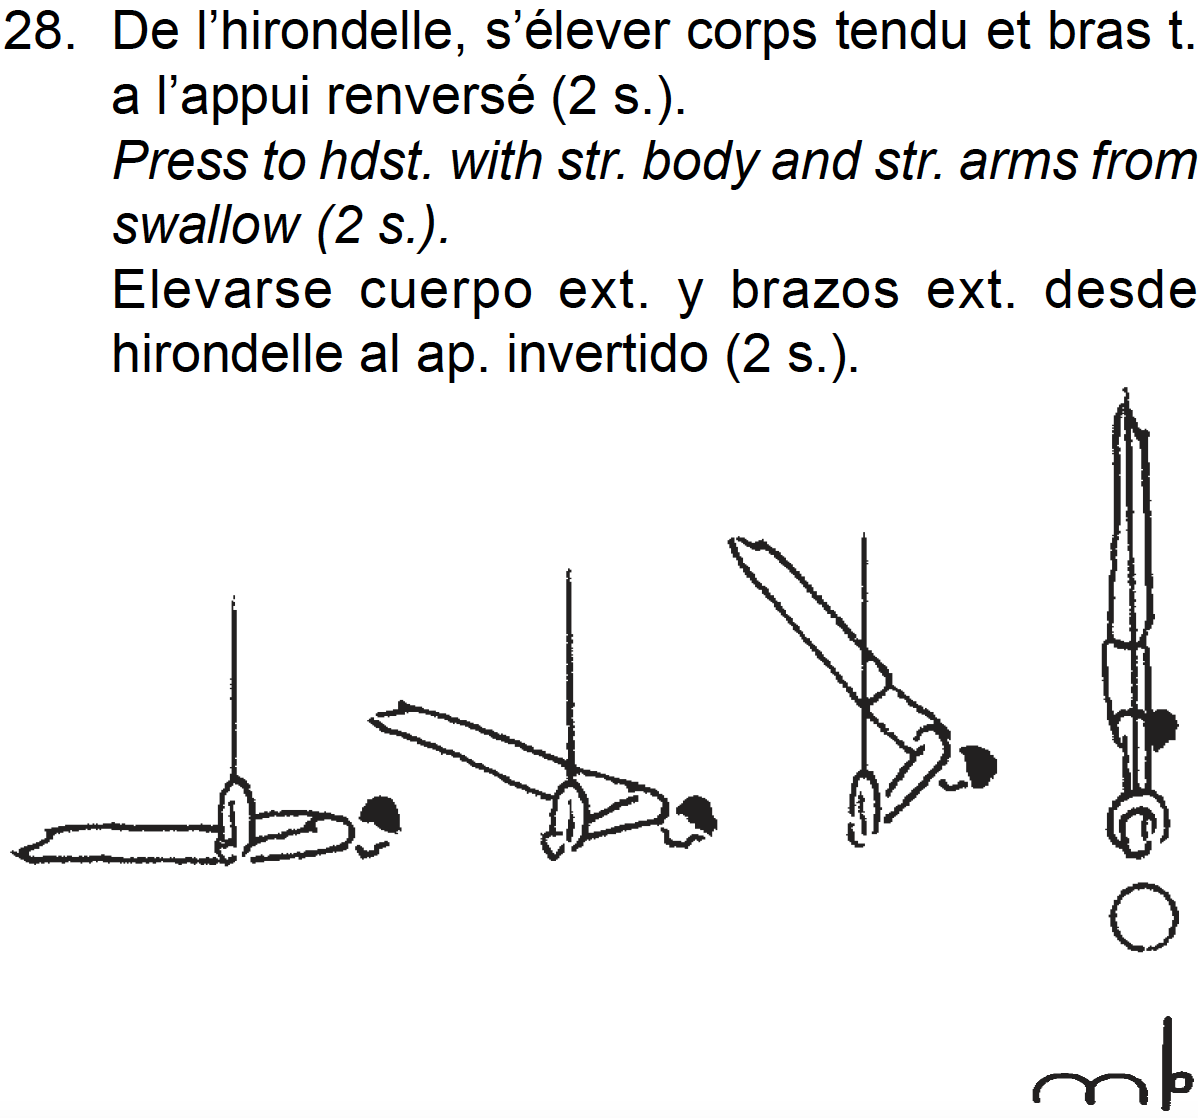 28. De l’hirondelle, s’élever corps tendu et bras t.
a l’appui renversé (2 s.).
Press to hdst. with str. body and str. arms from
swallow (2 s.).
Elevarse cuerpo ext. y brazos ext. desde
hirondelle al ap. invertido (2 s.).